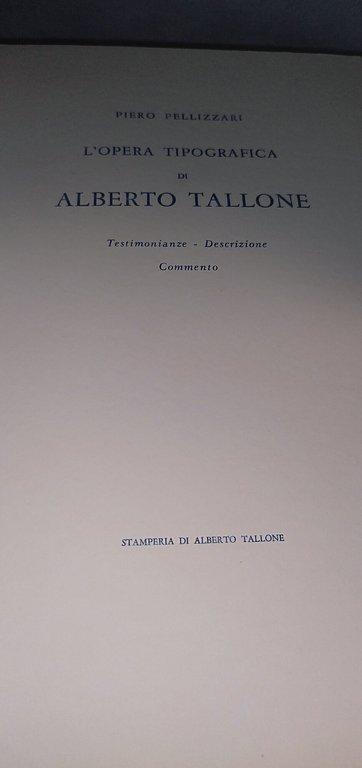 PIERO PELLIZZARI
L'OPERA TIPOGRAFICA
DI
ALBERTO TALLONE
Testimonianze - Descrizione
Commento
STAMPERIA DI ALBERTO TALLONE